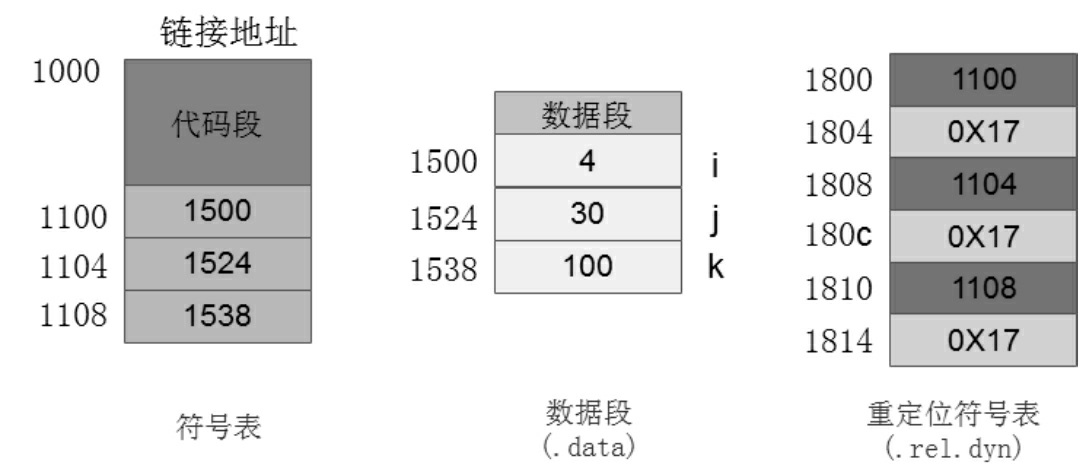 链接地址
1000
代码段
1100 1500
1104 1524
1108 1538
符号表
数据段
1500 4 i
1524 30 j
1538 100 k
数据段
(.data)
1800 1100
1804 0X17
1808 1104
180c 0X17
1810 1108
1814 0X17
重定位符号表
(.rel.dyn)